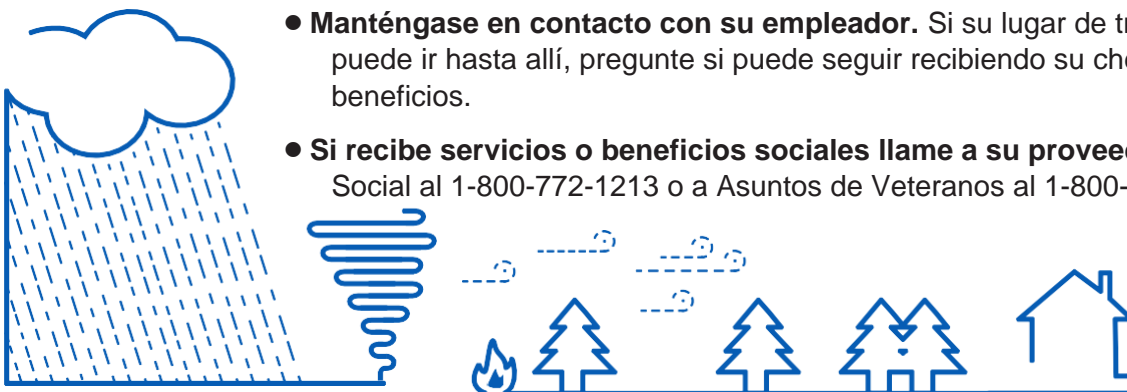 ● Manténgase en contacto con su empleador. Si su lugar de
puede ir hasta allí, pregunte si puede seguir recibiendo su
beneficios.
● Si recibe servicios o beneficios sociales llame a su
Social al 1-800-772-1213 o a Asuntos de Veteranos al 1-800-